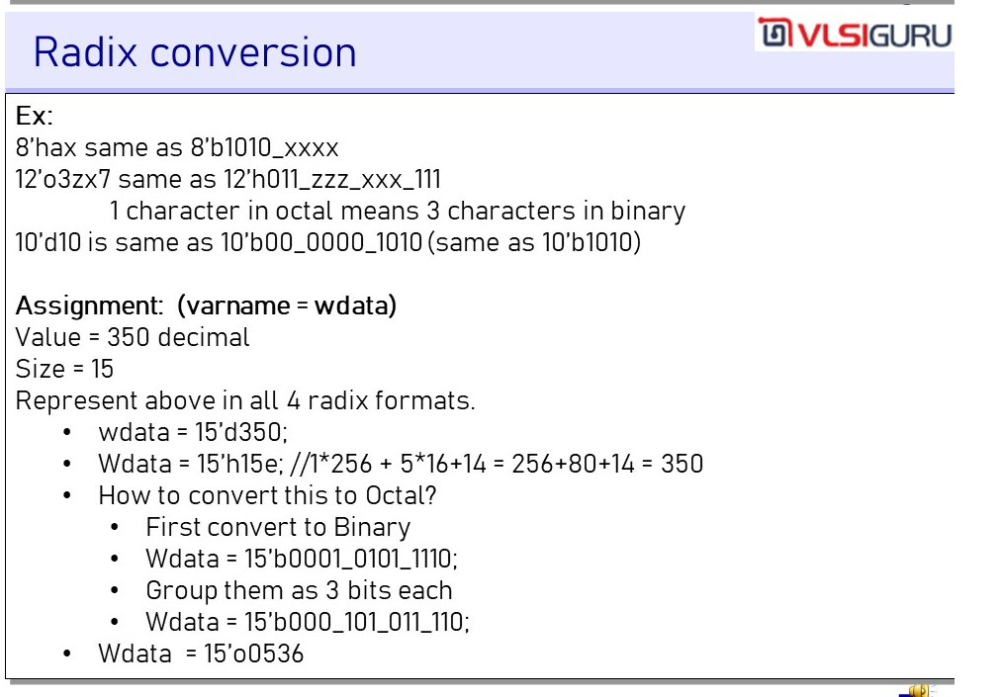 Radix conversion
VLSIGURU
Ex:
8'hax same as 8'b1010_xxxx
12'o3zx7 same as 12'h011_zzz_xxx_111
1 character in octal means 3 characters in binary
10'd10 is same as 10'b00_0000_1010 (same as 10'b1010)
Assignment: (varname = wdata)
Value = 350 decimal
Size = 15
Represent above in all 4 radix formats.
• wdata = 15'd350;
• Wdata = 15'h15e; //1*256 + 5*16+14 = 256+80+14 = 350
• How to convert this to Octal?
• First convert to Binary
• Wdata = 15'b0001_0101_1110;
• Group them as 3 bits each
• Wdata = 15'b000_101_011_110;
• Wdata = 15'o0536